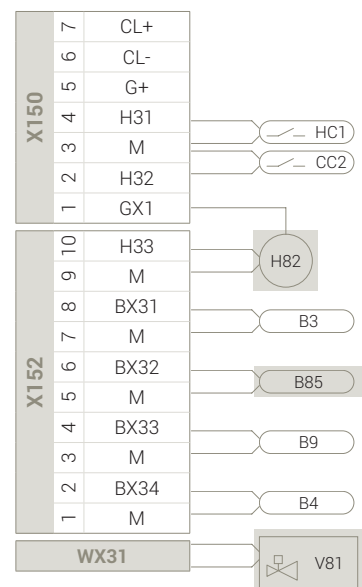 X150
7 CL+
6 CL-
5 G+
4 H31
3 M
2 H32
1 GX1
HC1)
CC2)
X152
10 H33
9 M
8 BX31
7 M
6 BX32
5 M
4 BX33
3 M
2 BX34
1 M
H82
B3
B85
B9
B4
WX31
V81